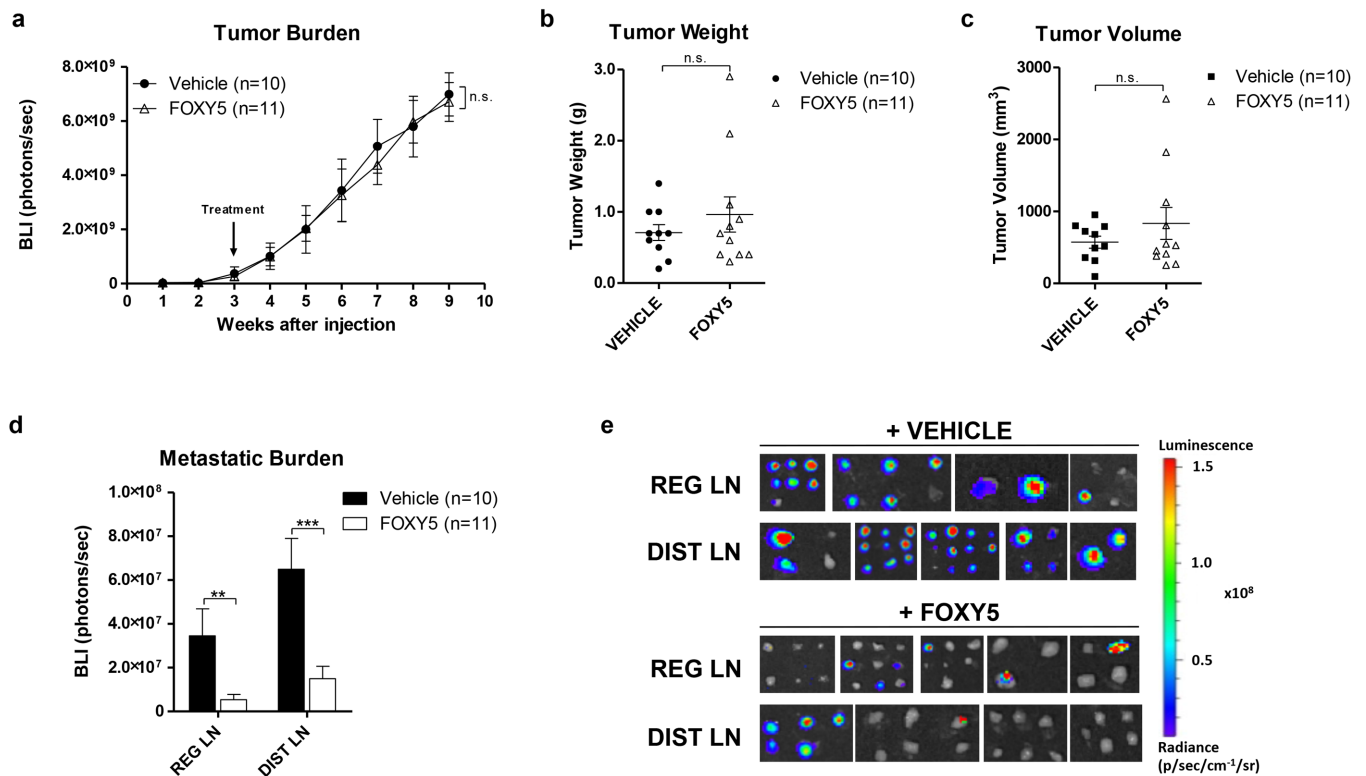 a
Tumor Burden
8.0×10⁹
6.0×10⁹
4.0×10⁹
2.0×10⁹
0
BLI (photons/sec)
Vehicle (n=10)
FOXY5 (n=11)
n.s.
Treatment
0 1 2 3 4 5 6 7 8 9 10
Weeks after injection
b
Tumor Weight
n.s.
3.0
2.0
1.0
0.0
Tumor Weight (g)
VEHICLE
FOXY5
Vehicle (n=10)
FOXY5 (n=11)
c
Tumor Volume
n.s.
3000
2000
1000
0
Tumor Volume (mm³)
VEHICLE
FOXY5
Vehicle (n=10)
FOXY5 (n=11)
d
Metastatic Burden
1.0×10⁸
8.0×10⁷
6.0×10⁷
4.0×10⁷
2.0×10⁷
0
BLI (photons/sec)
**
***
REG LN
DIST LN
Vehicle (n=10)
FOXY5 (n=11)
e
+ VEHICLE
REG LN
DIST LN
+ FOXY5
REG LN
DIST LN
Luminescence
1.5
1.0
x10⁸
0.5
Radiance
(p/sec/cm⁻¹/sr)